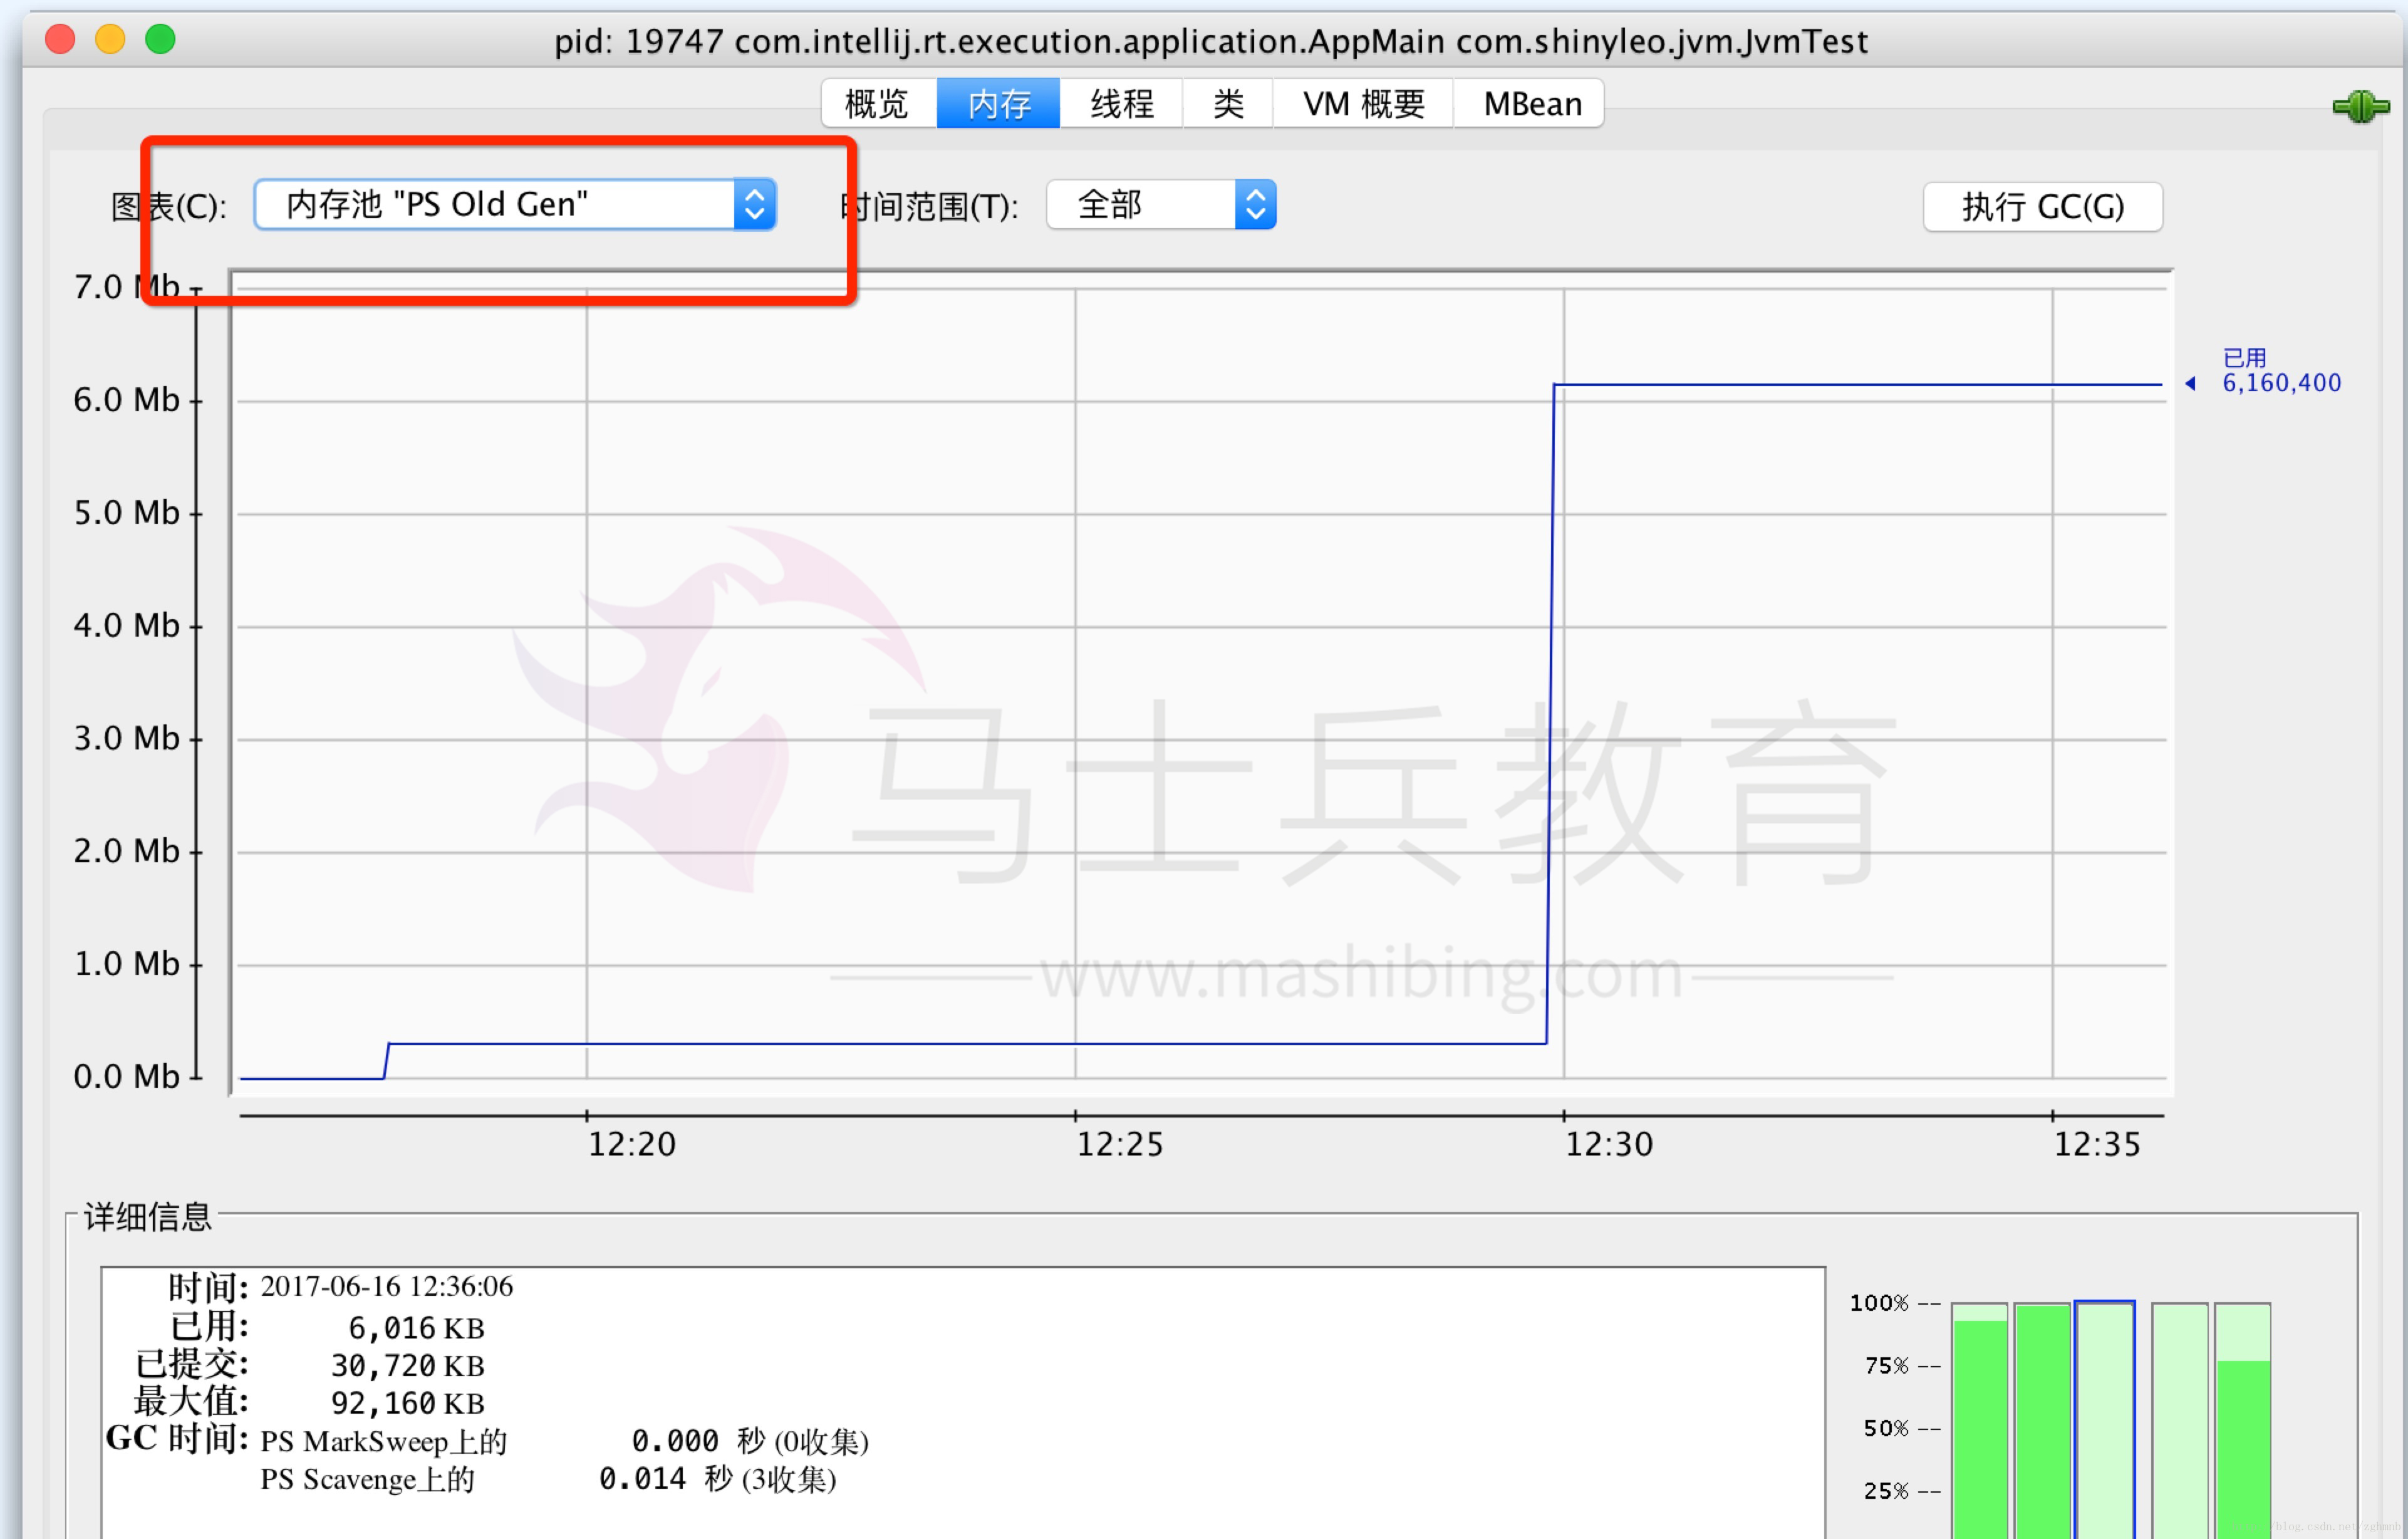 pid: 19747 com.intellij.rt.execution.application.AppMain com.shinyleo.jvm.JvmTest
概览 内存 线程 类 VM 概要 MBean
图表(C): 内存池 "PS Old Gen" 时间范围(T): 全部 执行 GC(G)
7.0 Mb
6.0 Mb
5.0 Mb
4.0 Mb
3.0 Mb
2.0 Mb
1.0 Mb
0.0 Mb
已用
6,160,400
马士兵教育
www.mashibing.com
12:20 12:25 12:30 12:35
详细信息
时间: 2017-06-16 12:36:06
已用: 6,016 KB
已提交: 30,720 KB
最大值: 92,160 KB
GC 时间: PS MarkSweep上的 0.000 秒 (0收集)
PS Scavenge上的 0.014 秒 (3收集)
100% --
75% --
50% --
25% --